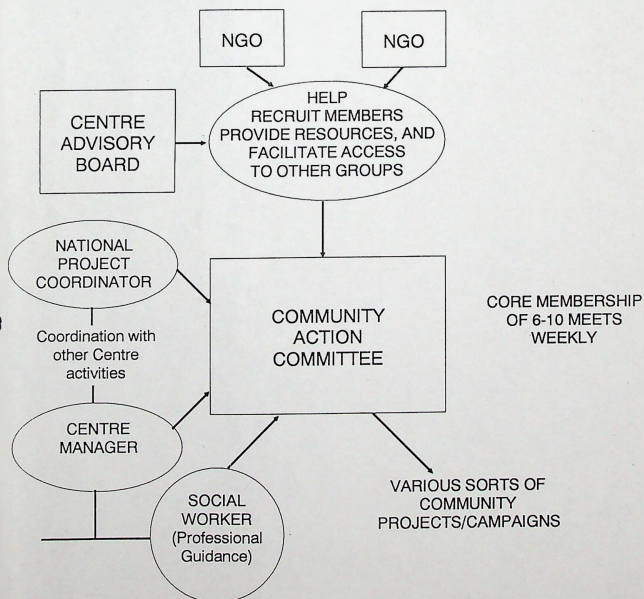 NGO
NGO
HELP
RECRUIT MEMBERS
PROVIDE RESOURCES, AND
FACILITATE ACCESS
TO OTHER GROUPS
CENTRE
ADVISORY
BOARD
NATIONAL
PROJECT
COORDINATOR
Coordination with
other Centre
activities
CENTRE
MANAGER
COMMUNITY
ACTION
COMMITTEE
CORE MEMBERSHIP
OF 6-10 MEETS
WEEKLY
SOCIAL
WORKER
(Professional
Guidance)
VARIOUS SORTS OF
COMMUNITY
PROJECTS/CAMPAIGNS